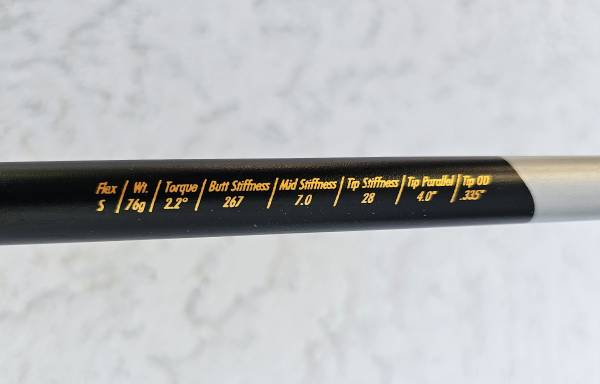 Flex / Wt. / Torque / Butt Stiffness / Mid Stiffness / Tip Stiffness / Tip Parallel / Tip OD
S / 76g / 2.2° / 267 / 7.0 / 28 / 4.0" / .335"